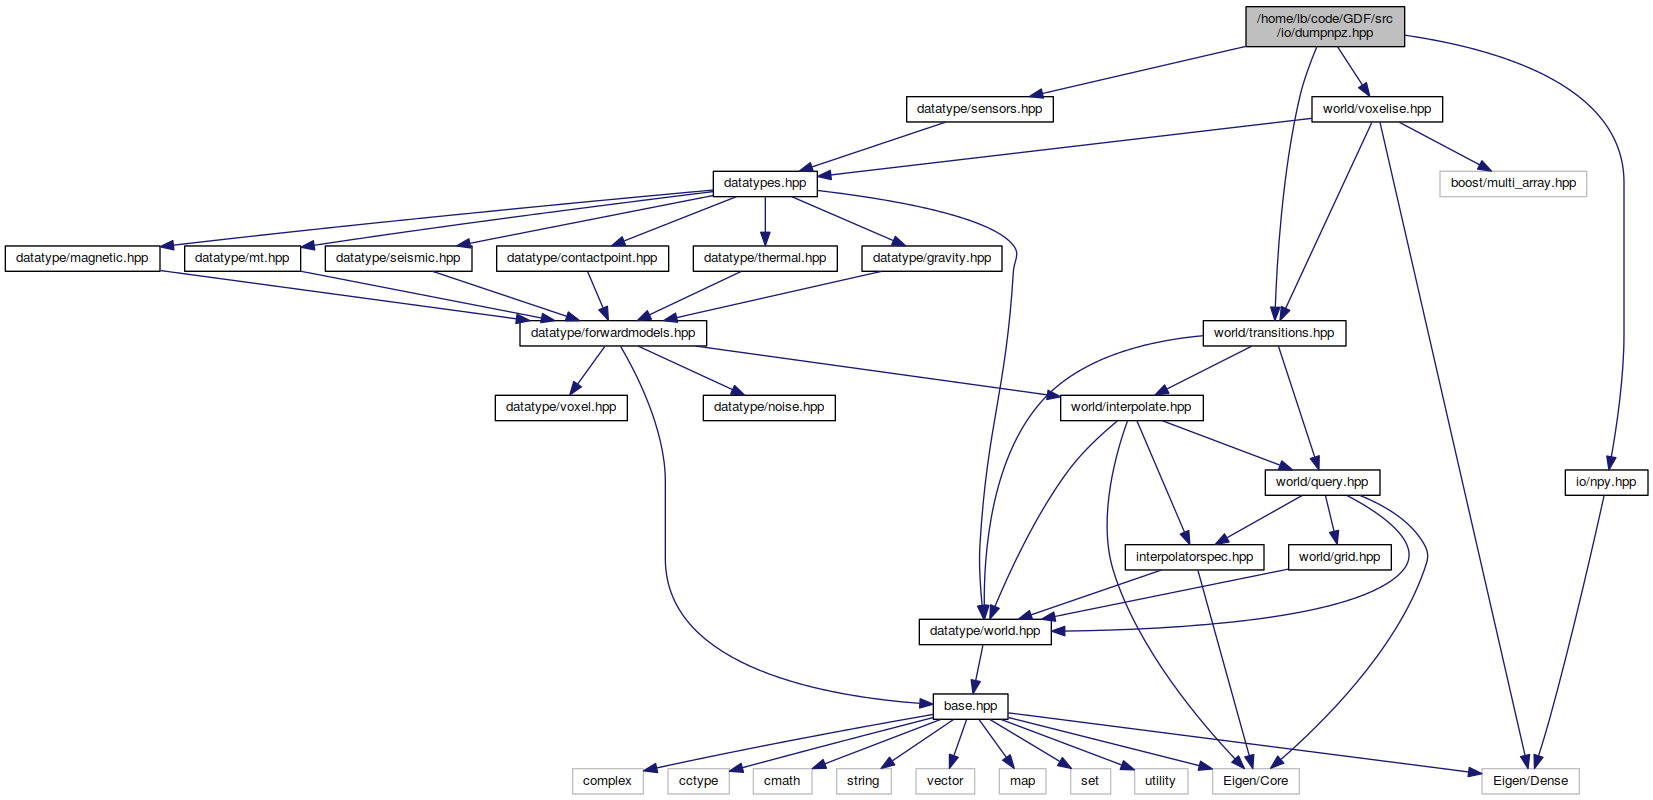 /home/lb/code/GDF/src
/io/dumpnpz.hpp
datatype/sensors.hpp
world/voxelise.hpp
datatypes.hpp
boost/multi_array.hpp
datatype/magnetic.hpp
datatype/mt.hpp
datatype/seismic.hpp
datatype/contactpoint.hpp
datatype/thermal.hpp
datatype/gravity.hpp
datatype/forwardmodels.hpp
world/transitions.hpp
datatype/voxel.hpp
datatype/noise.hpp
world/interpolate.hpp
world/query.hpp
io/npy.hpp
interpolatorspec.hpp
world/grid.hpp
datatype/world.hpp
base.hpp
complex
cctype
cmath
string
vector
map
set
utility
Eigen/Core
Eigen/Dense